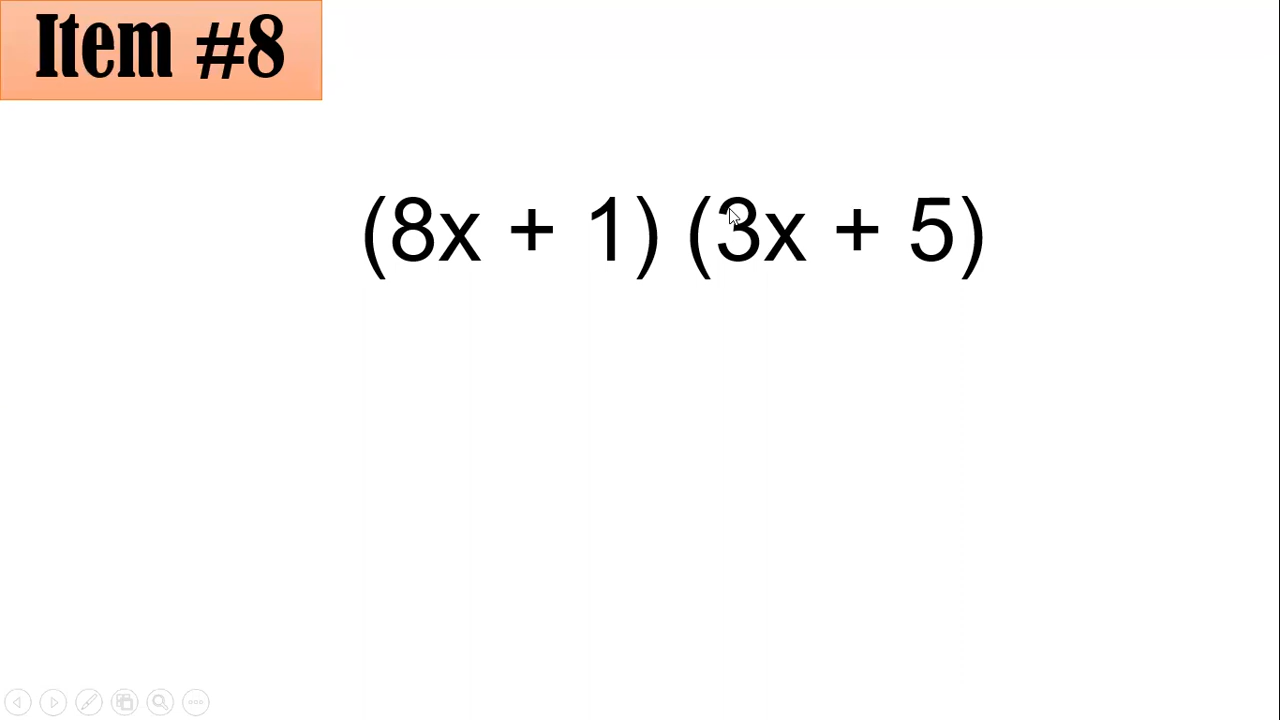 Item #8
(8x + 1) (3x + 5)